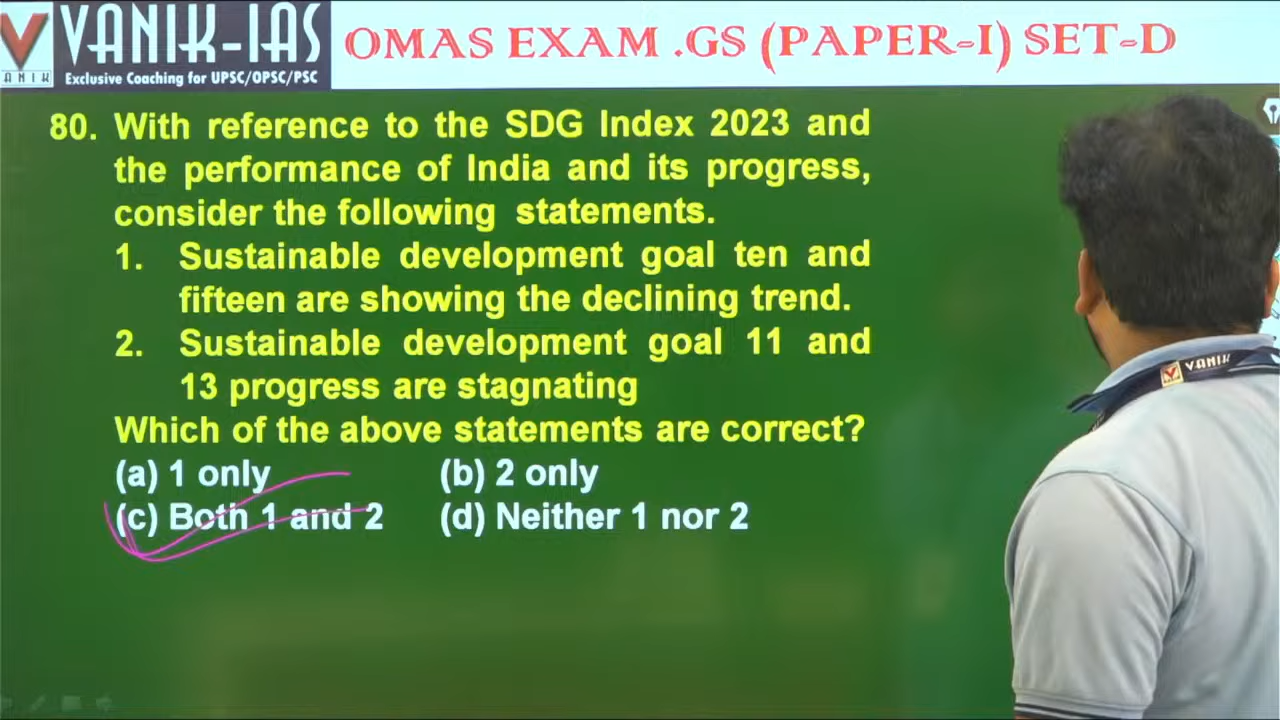 VANIK-IAS
VANIK
Exclusive Coaching for UPSC/OPSC/PSC
OMAS EXAM .GS (PAPER-I) SET-D
80. With reference to the SDG Index 2023 and
the performance of India and its progress,
consider the following statements.
1. Sustainable development goal ten and
fifteen are showing the declining trend.
2. Sustainable development goal 11 and
13 progress are stagnating
Which of the above statements are correct?
(a) 1 only (b) 2 only
(c) Both 1 and 2 (d) Neither 1 nor 2
VANIK